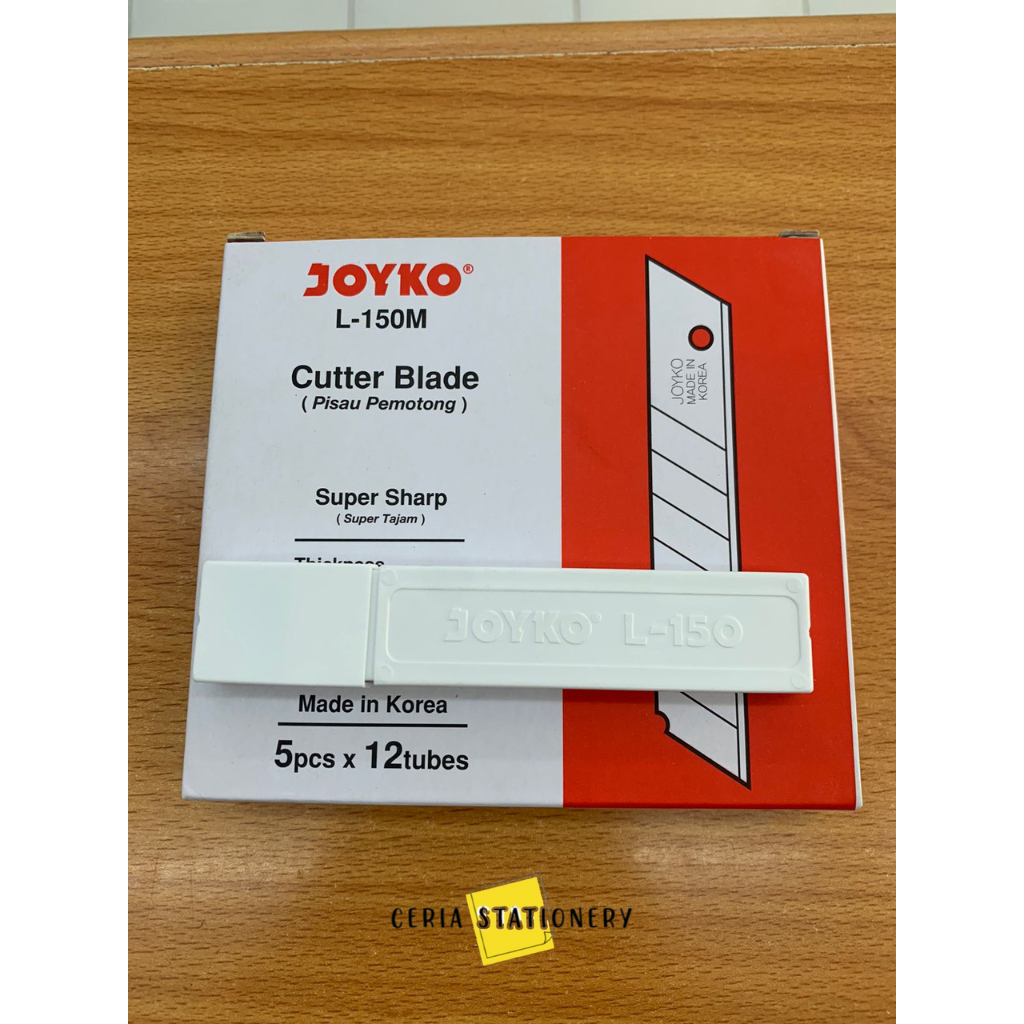 JOYKO®
L-150M
Cutter Blade
( Pisau Pemotong )
Super Sharp
( Super Tajam )
Thickness
Made in Korea
5pcs x 12tubes
JOYKO
MADE IN
KOREA
JOYKO® L-150
CERIA STATIONERY